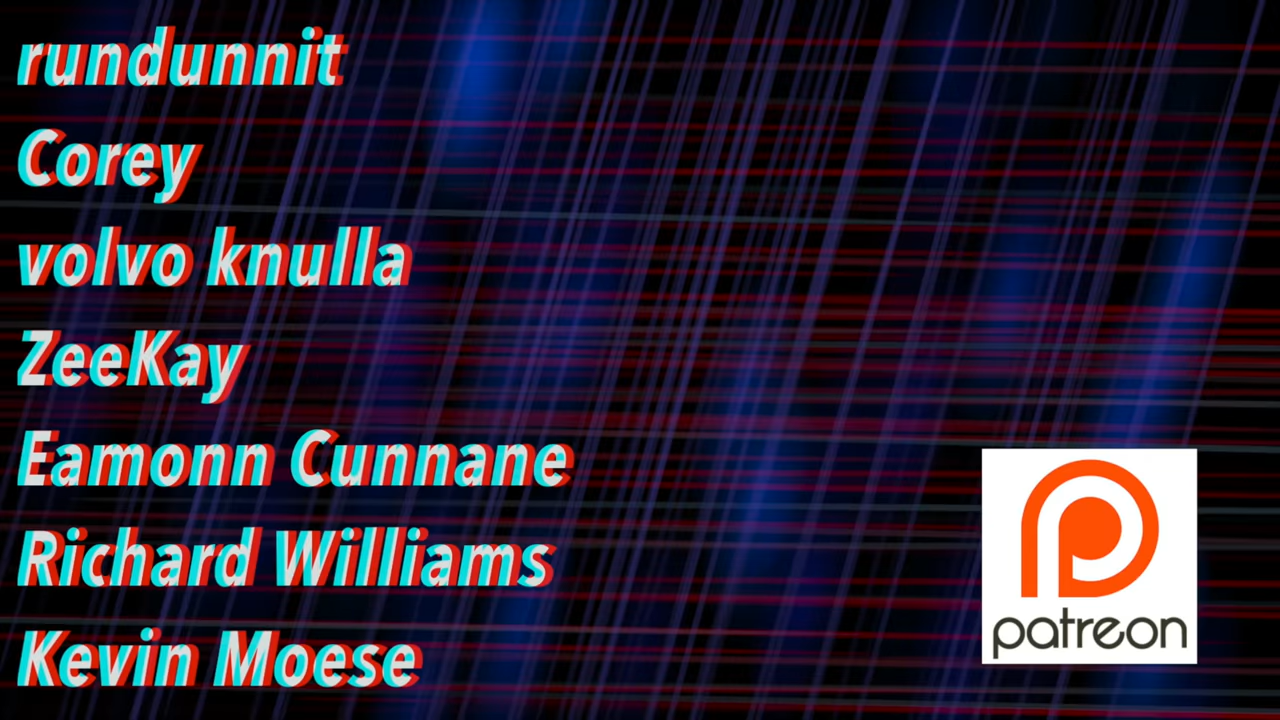 rundunnit
Corey
volvo knulla
ZeeKay
Eamonn Cunnane
Richard Williams
Kevin Moese
patreon